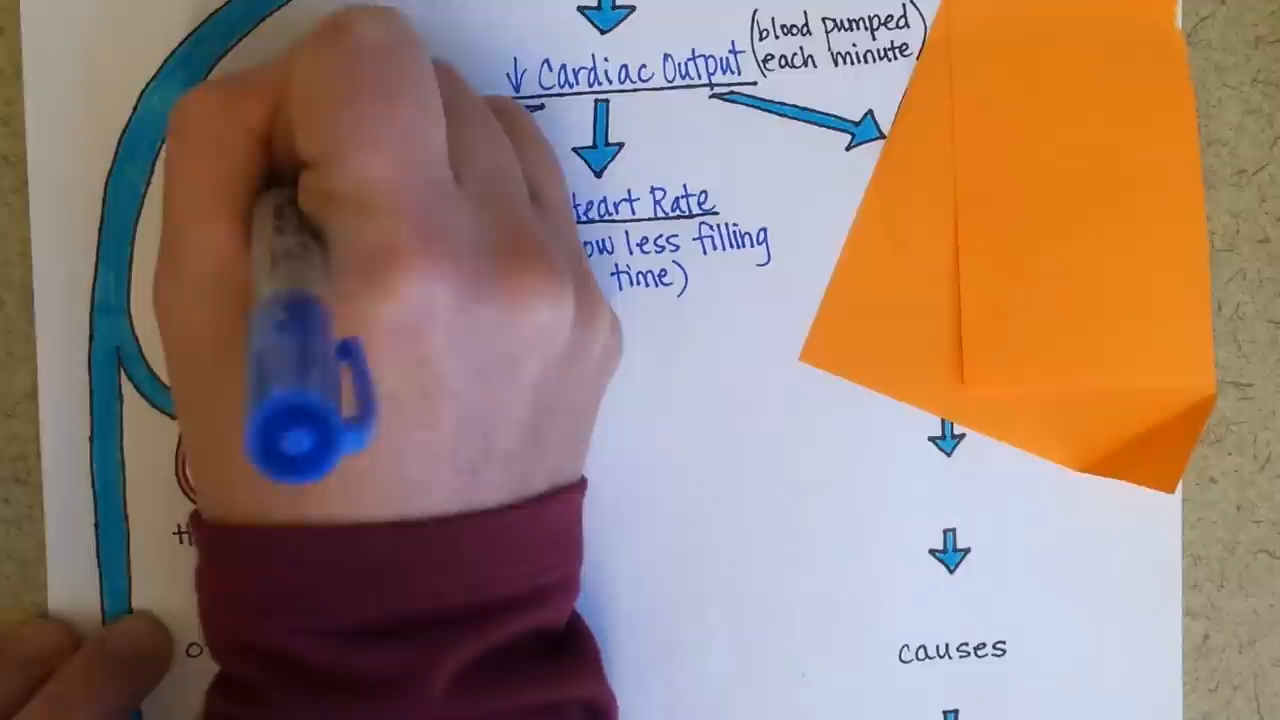 ↓ Cardiac Output (blood pumped
each minute)
Heart Rate
less filling
time)
causes